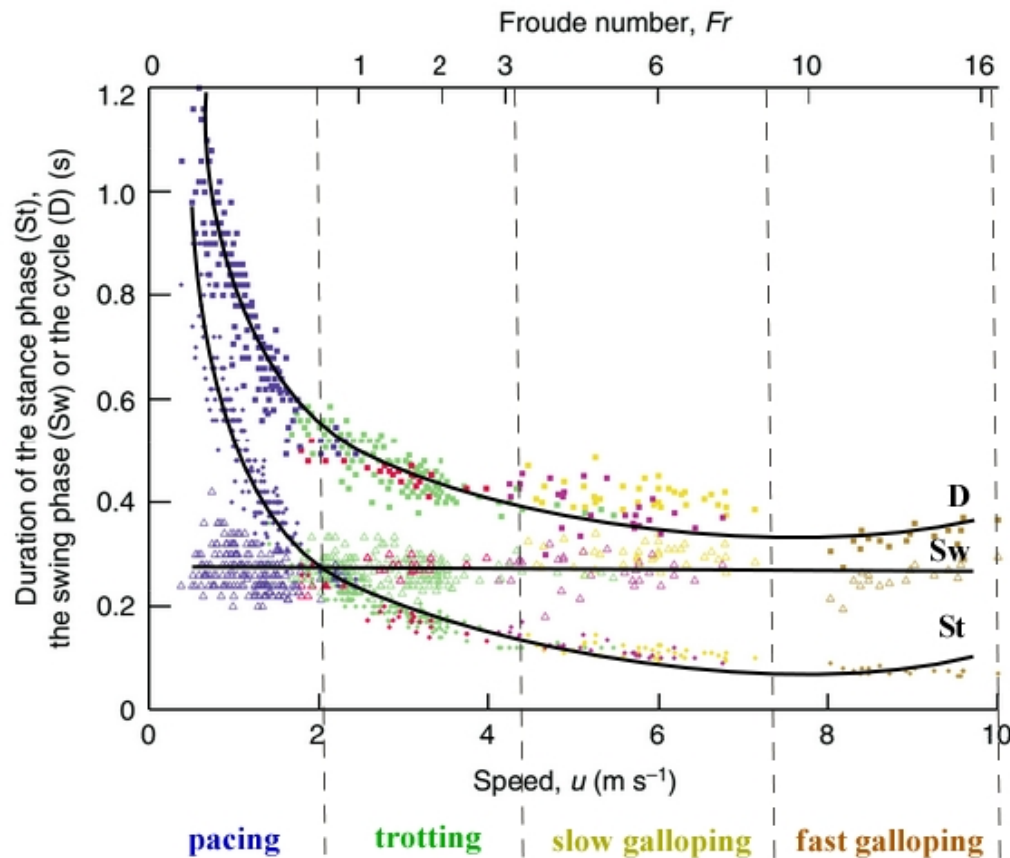 Froude number, Fr
0 1 2 3 6 10 16
Duration of the stance phase (St),
the swing phase (Sw) or the cycle (D) (s)
1.2
1.0
0.8
0.6
0.4
0.2
0
D
Sw
St
0 2 4 6 8 10
Speed, u (m s⁻¹)
pacing trotting slow galloping fast galloping